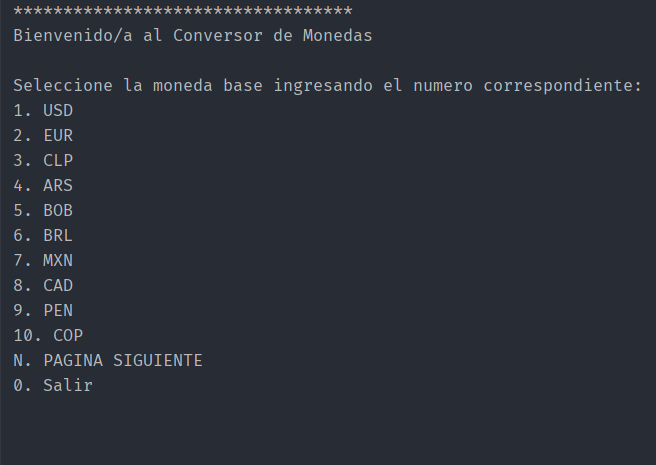 **********************************
Bienvenido/a al Conversor de Monedas
Seleccione la moneda base ingresando el numero correspondiente:
1. USD
2. EUR
3. CLP
4. ARS
5. BOB
6. BRL
7. MXN
8. CAD
9. PEN
10. COP
N. PAGINA SIGUIENTE
0. Salir